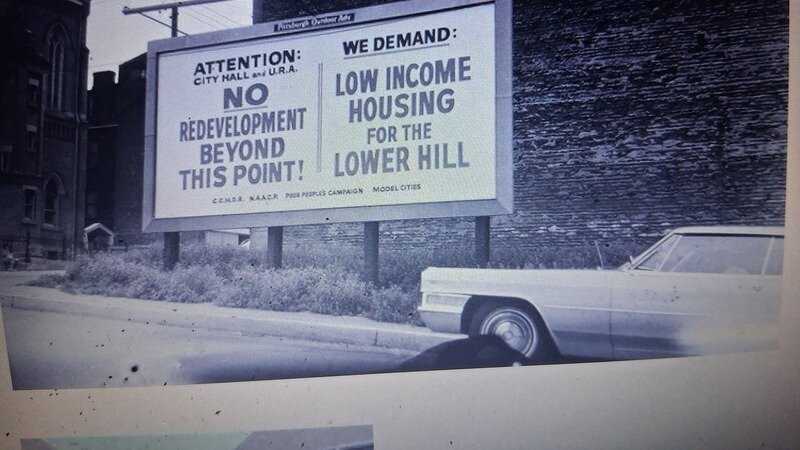 Pittsburgh Outdoor Adv.
ATTENTION:
CITY HALL and U.R.A.
NO
REDEVELOPMENT
BEYOND
THIS POINT!
WE DEMAND:
LOW INCOME
HOUSING
FOR THE
LOWER HILL
C.C.H.D.R. N.A.A.C.P. POOR PEOPLE'S CAMPAIGN MODEL CITIES